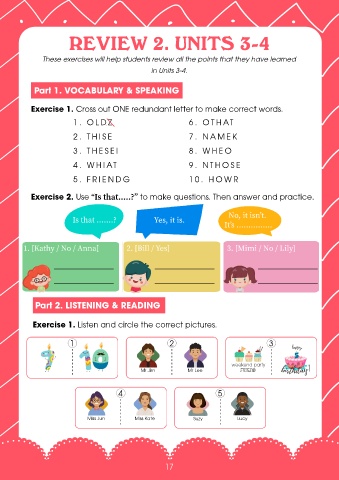 REVIEW 2. UNITS 3-4
These exercises will help students review all the points that they have learned
in Units 3-4.
Part 1. VOCABULARY & SPEAKING
Exercise 1. Cross out ONE redundant letter to make correct words.
1. OLDZ
2. THISE
3. THESEI
4. WHIAT
5. FRIENDG
6. OTHAT
7. NAMEK
8. WHEO
9. NTHOSE
10. HOWR
Exercise 2. Use “Is that.....?” to make questions. Then answer and practice.
Is that .......?
Yes, it is.
No, it isn't.
It's ...............
1. [Kathy / No / Anna]
2. [Bill / Yes]
3. [Mimi / No / Lily]
Part 2. LISTENING & READING
Exercise 1. Listen and circle the correct pictures.
1
2
3
7
10
Mr Jim
Mr Lee
weekend party
happy
birthday!
4
5
Miss Jun
Miss Kate
Suzy
Lucy
17